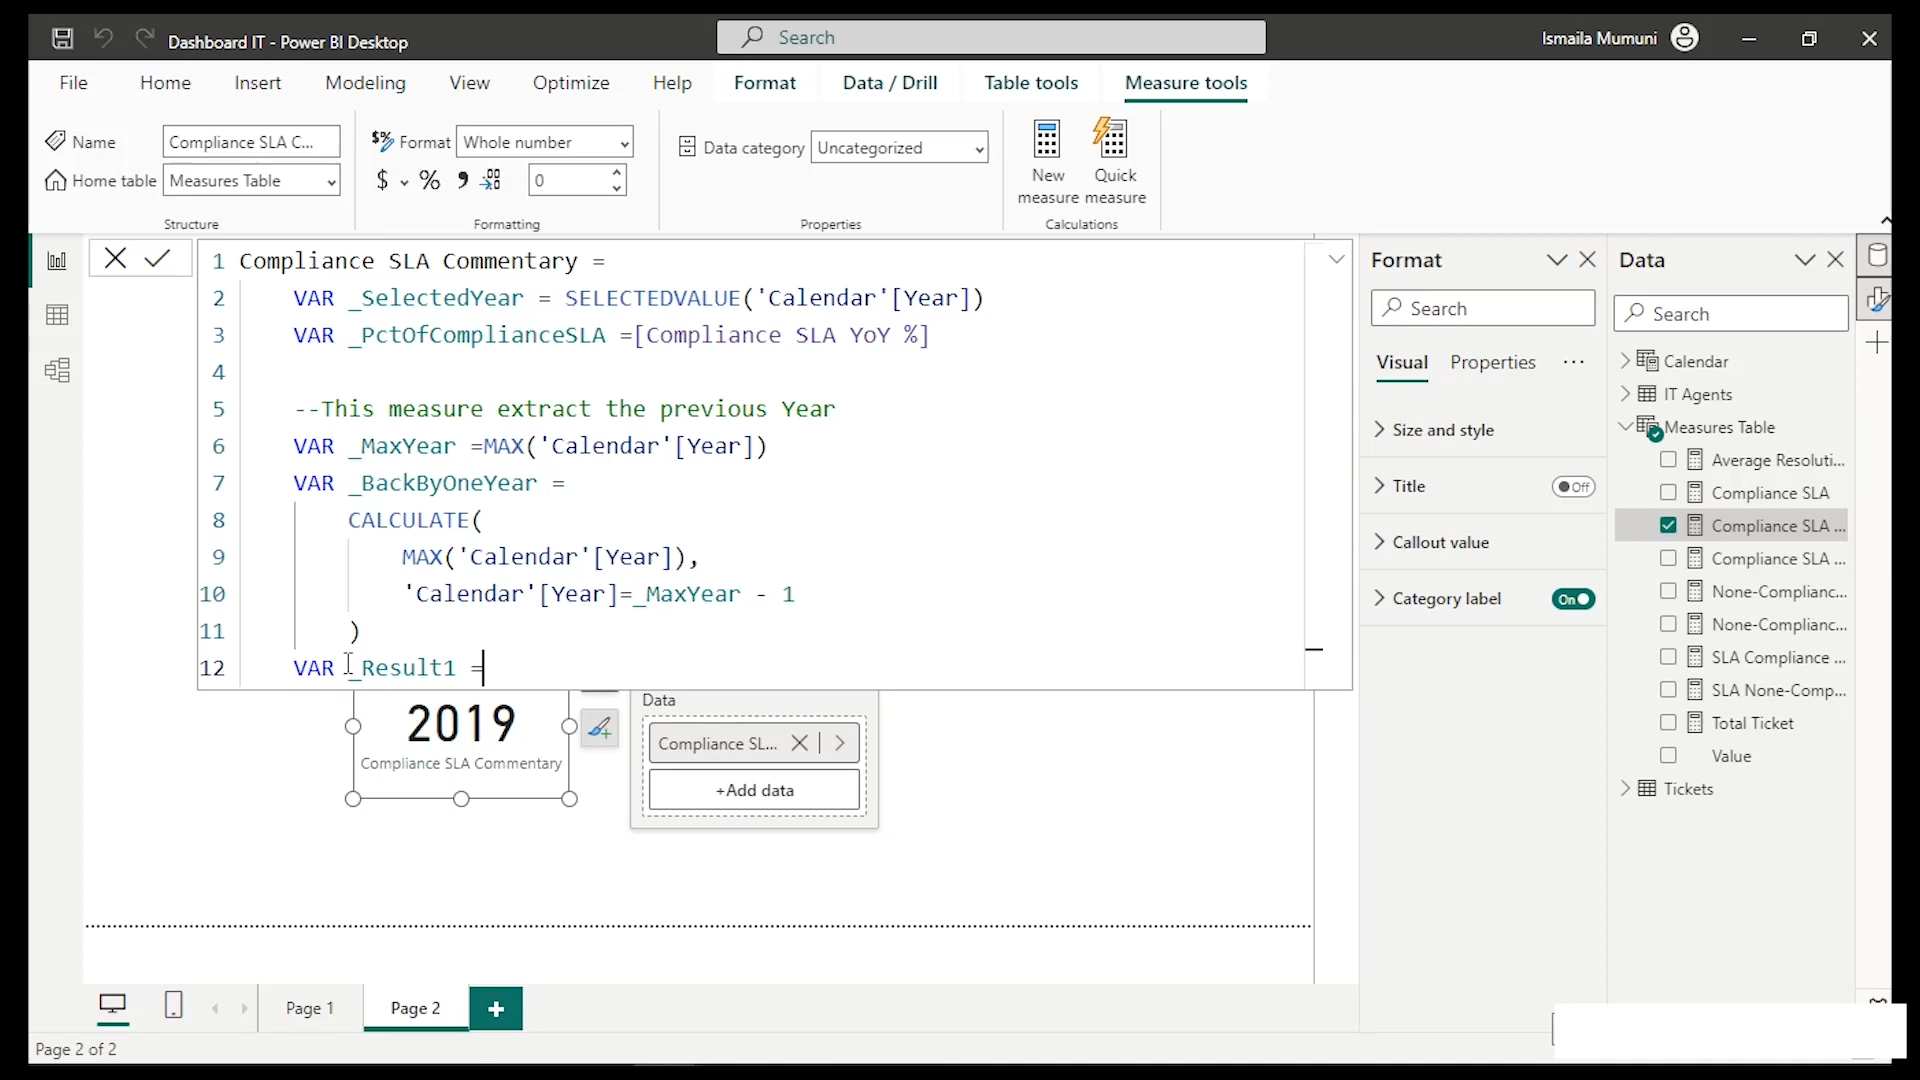 Dashboard IT - Power BI Desktop
Search
Ismaila Mumuni
File Home Insert Modeling View Optimize Help Format Data / Drill Table tools Measure tools
Name Compliance SLA C...
Home table Measures Table
Structure
$% Format Whole number
$ % 0
Formatting
Data category Uncategorized
Properties
New measure
Quick measure
Calculations
1 Compliance SLA Commentary =
2 VAR _SelectedYear = SELECTEDVALUE('Calendar'[Year])
3 VAR _PctOfComplianceSLA =[Compliance SLA YoY %]
4
5 --This measure extract the previous Year
6 VAR _MaxYear =MAX('Calendar'[Year])
7 VAR _BackByOneYear =
8 CALCULATE(
9 MAX('Calendar'[Year]),
10 'Calendar'[Year]=_MaxYear - 1
11 )
12 VAR _Result1 =
2019
Compliance SLA Commentary
Data
Compliance SL...
+Add data
Format
Search
Visual Properties ...
Size and style
Title Off
Callout value
Category label On
Data
Search
Calendar
IT Agents
Measures Table
Average Resoluti...
Compliance SLA
Compliance SLA ...
Compliance SLA ...
None-Complianc...
None-Complianc...
SLA Compliance ...
SLA None-Comp...
Total Ticket
Value
Tickets
Page 1 Page 2 +
Page 2 of 2